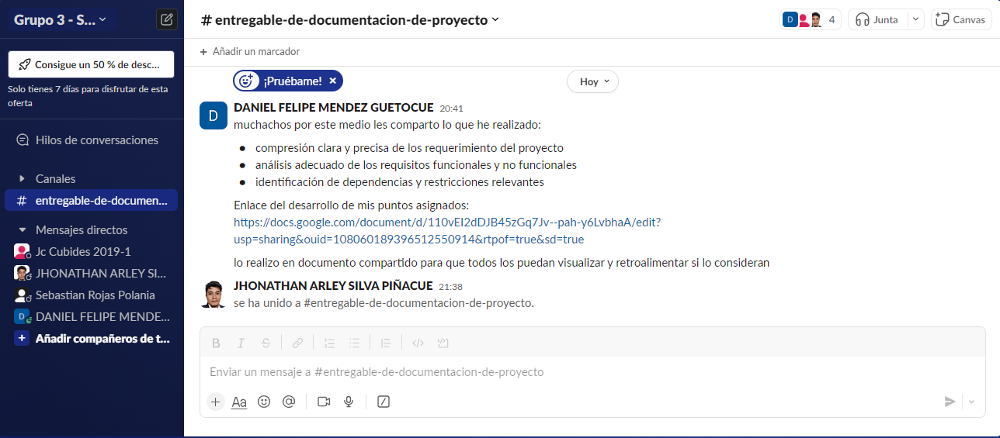 Grupo 3 - S...
Consigue un 50 % de desc...
Solo tienes 7 días para disfrutar de esta
oferta
Hilos de conversaciones
Canales
# entregable-de-documen...
Mensajes directos
Jc Cubides 2019-1
JHONATHAN ARLEY SI...
Sebastian Rojas Polania
D DANIEL FELIPE MENDE...
+ Añadir compañeros de t...
# entregable-de-documentacion-de-proyecto
D 4
Junta
Canvas
+ Añadir un marcador
¡Pruébame! ×
Hoy
D
DANIEL FELIPE MENDEZ GUETOCUE 20:41
muchachos por este medio les comparto lo que he realizado:
• compresión clara y precisa de los requerimiento del proyecto
• análisis adecuado de los requisitos funcionales y no funcionales
• identificación de dependencias y restricciones relevantes
Enlace del desarrollo de mis puntos asignados:
https://docs.google.com/document/d/110vEI2dDJB45zGq7Jv--pah-y6LvbhaA/edit?
usp=sharing&ouid=108060189396512550914&rtpof=true&sd=true
lo realizo en documento compartido para que todos los puedan visualizar y retroalimentar si lo consideran
JHONATHAN ARLEY SILVA PIÑACUE 21:38
se ha unido a #entregable-de-documentacion-de-proyecto.
B I S
Enviar un mensaje a #entregable-de-documentacion-de-proyecto
+ Aa @